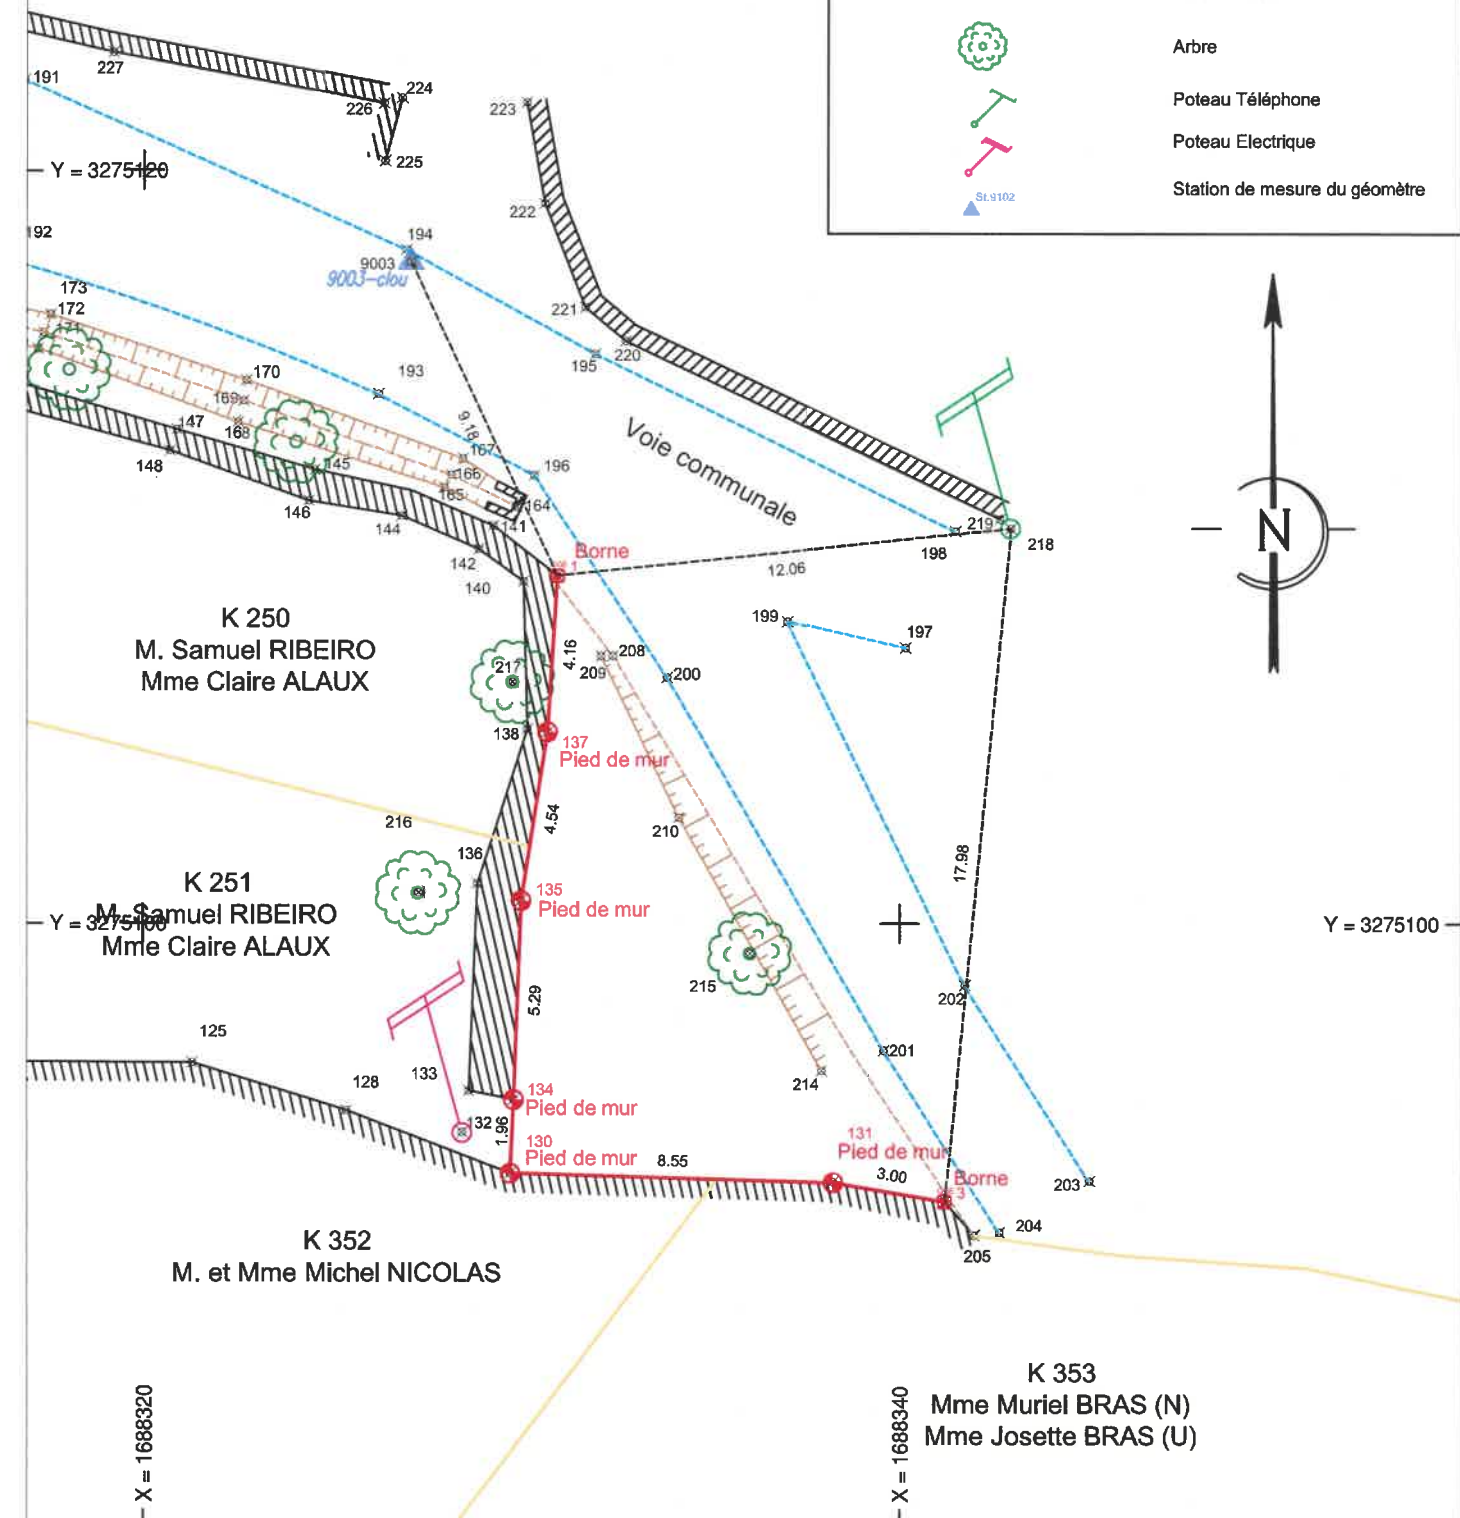 Arbre
Poteau Téléphone
Poteau Electrique
St.9102
Station de mesure du géomètre
227
191
226
224
225
223
Y = 3275120
222
192
194
9003
9003-clou
173
172
171
221
220
195
170
193
169
168
9.18
Voie communale
147
148
145
146
167
166
165
196
164
144
141
142
140
Borne
1
12.06
198
219
218
K 250
M. Samuel RIBEIRO
Mme Claire ALAUX
199
197
4.16
208
209
200
217
138
137
Pied de mur
216
4.54
210
136
17.98
K 251
M. Samuel RIBEIRO
Mme Claire ALAUX
135
Pied de mur
Y = 3275100
Y = 3275100
215
202
5.29
125
201
133
128
214
134
Pied de mur
132
1.96
130
Pied de mur
131
Pied de mur
8.55
3.00
Borne
3
203
204
205
K 352
M. et Mme Michel NICOLAS
K 353
Mme Muriel BRAS (N)
Mme Josette BRAS (U)
X = 1688320
X = 1688340
N